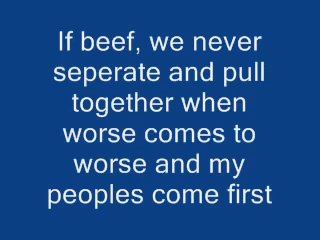 If beef, we never
seperate and pull
together when
worse comes to
worse and my
peoples come first